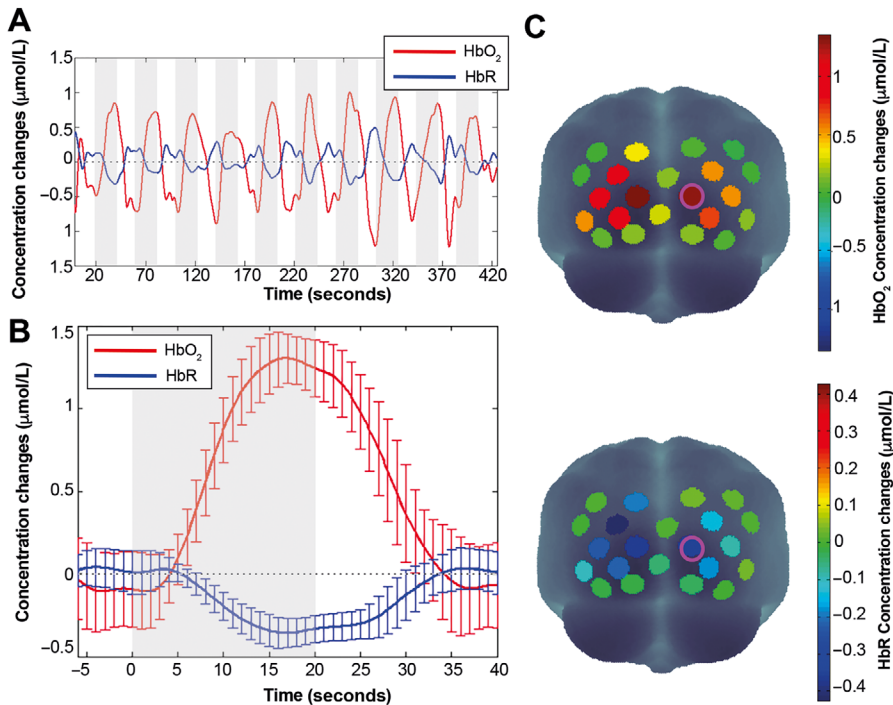 A
Concentration changes (μmol/L)
1.5
1
0.5
0
−0.5
1
1.5
20 70 120 170 220 270 320 370 420
Time (seconds)
HbO2
HbR
B
Concentration changes (μmol/L)
1.5
1
0.5
0
−0.5
−5 0 5 10 15 20 25 30 35 40
Time (seconds)
HbO2
HbR
C
1
0.5
0
−0.5
1
HbO2 Concentration changes (μmol/L)
0.4
0.3
0.2
0.1
0
−0.1
−0.2
−0.3
−0.4
HbR Concentration changes (μmol/L)